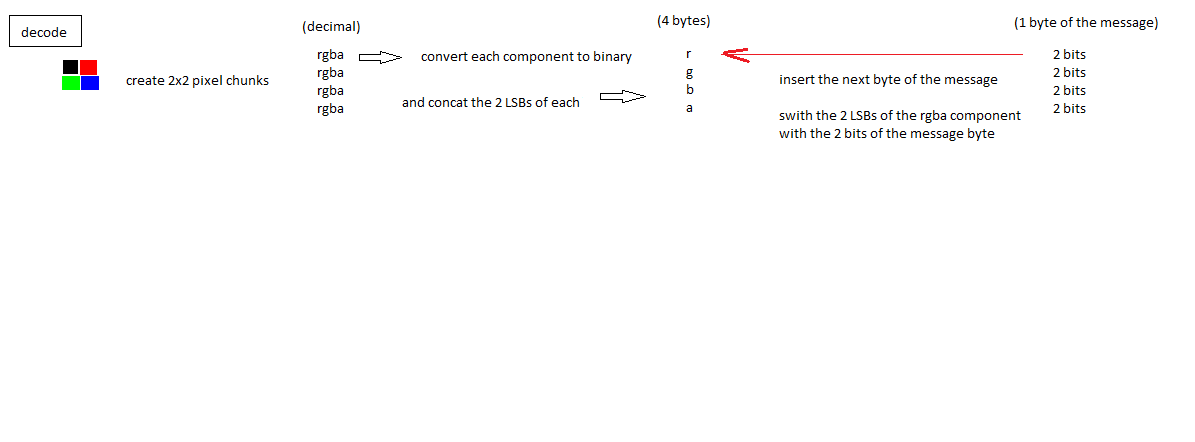 decode
create 2x2 pixel chunks
(decimal)
rgba
rgba
rgba
rgba
convert each component to binary
and concat the 2 LSBs of each
(4 bytes)
r
g
b
a
insert the next byte of the message
swith the 2 LSBs of the rgba component
with the 2 bits of the message byte
(1 byte of the message)
2 bits
2 bits
2 bits
2 bits